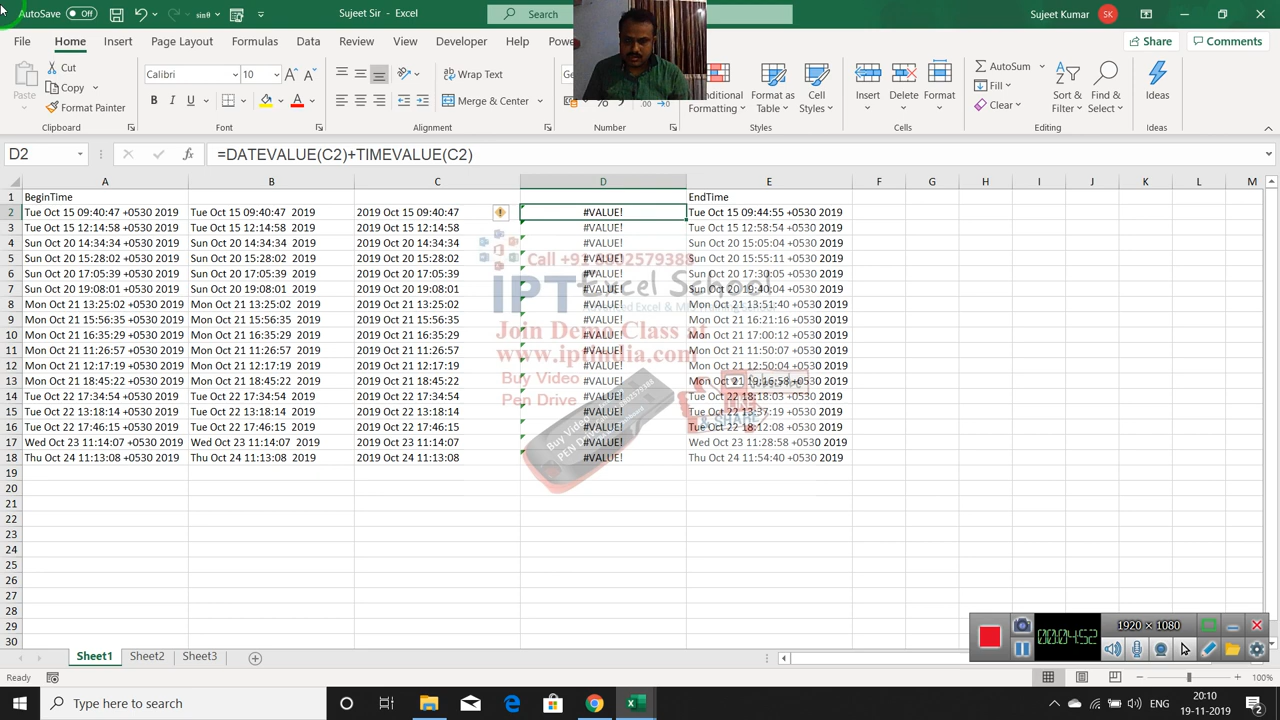 AutoSave Off Sujeet Sir - Excel Search Sujeet Kumar SK
File Home Insert Page Layout Formulas Data Review View Developer Help Share Comments
Paste Cut Copy Format Painter
Calibri 10 Wrap Text Merge & Center
Conditional Formatting Format as Table Cell Styles Insert Delete Format AutoSum Fill Clear Sort & Filter Find & Select Ideas
Clipboard Font Alignment Number Styles Cells Editing Ideas
D2 fx =DATEVALUE(C2)+TIMEVALUE(C2)
A B C D E F G H I J K L M
1 BeginTime EndTime
2 Tue Oct 15 09:40:47 +0530 2019 Tue Oct 15 09:40:47 2019 2019 Oct 15 09:40:47 #VALUE! Tue Oct 15 09:44:55 +0530 2019
3 Tue Oct 15 12:14:58 +0530 2019 Tue Oct 15 12:14:58 2019 2019 Oct 15 12:14:58 #VALUE! Tue Oct 15 12:58:54 +0530 2019
4 Sun Oct 20 14:34:34 +0530 2019 Sun Oct 20 14:34:34 2019 2019 Oct 20 14:34:34 #VALUE! Sun Oct 20 15:05:04 +0530 2019
5 Sun Oct 20 15:28:02 +0530 2019 Sun Oct 20 15:28:02 2019 2019 Oct 20 15:28:02 #VALUE! Sun Oct 20 15:55:11 +0530 2019
6 Sun Oct 20 17:05:39 +0530 2019 Sun Oct 20 17:05:39 2019 2019 Oct 20 17:05:39 #VALUE! Sun Oct 20 17:30:05 +0530 2019
7 Sun Oct 20 19:08:01 +0530 2019 Sun Oct 20 19:08:01 2019 2019 Oct 20 19:08:01 #VALUE! Sun Oct 20 19:40:04 +0530 2019
8 Mon Oct 21 13:25:02 +0530 2019 Mon Oct 21 13:25:02 2019 2019 Oct 21 13:25:02 #VALUE! Mon Oct 21 13:51:40 +0530 2019
9 Mon Oct 21 15:56:35 +0530 2019 Mon Oct 21 15:56:35 2019 2019 Oct 21 15:56:35 #VALUE! Mon Oct 21 16:21:16 +0530 2019
10 Mon Oct 21 16:35:29 +0530 2019 Mon Oct 21 16:35:29 2019 2019 Oct 21 16:35:29 #VALUE! Mon Oct 21 17:00:12 +0530 2019
11 Mon Oct 21 11:26:57 +0530 2019 Mon Oct 21 11:26:57 2019 2019 Oct 21 11:26:57 #VALUE! Mon Oct 21 11:50:07 +0530 2019
12 Mon Oct 21 12:17:19 +0530 2019 Mon Oct 21 12:17:19 2019 2019 Oct 21 12:17:19 #VALUE! Mon Oct 21 12:50:04 +0530 2019
13 Mon Oct 21 18:45:22 +0530 2019 Mon Oct 21 18:45:22 2019 2019 Oct 21 18:45:22 #VALUE! Mon Oct 21 19:16:58 +0530 2019
14 Tue Oct 22 17:34:54 +0530 2019 Tue Oct 22 17:34:54 2019 2019 Oct 22 17:34:54 #VALUE! Tue Oct 22 18:18:03 +0530 2019
15 Tue Oct 22 13:18:14 +0530 2019 Tue Oct 22 13:18:14 2019 2019 Oct 22 13:18:14 #VALUE! Tue Oct 22 13:37:19 +0530 2019
16 Tue Oct 22 17:46:15 +0530 2019 Tue Oct 22 17:46:15 2019 2019 Oct 22 17:46:15 #VALUE! Tue Oct 22 18:12:08 +0530 2019
17 Wed Oct 23 11:14:07 +0530 2019 Wed Oct 23 11:14:07 2019 2019 Oct 23 11:14:07 #VALUE! Wed Oct 23 11:28:58 +0530 2019
18 Thu Oct 24 11:13:08 +0530 2019 Thu Oct 24 11:13:08 2019 2019 Oct 24 11:13:08 #VALUE! Thu Oct 24 11:54:40 +0530 2019
19
20
21
22
23
24
25
26
27
28
29
30
IPT Excel School
Join Demo Class at
www.iptindia.com
Buy Video
Pen Drive
& SHARE
00:04:52 1920 × 1080
Sheet1 Sheet2 Sheet3
Ready 100%
Type here to search ENG 20:10
19-11-2019 2